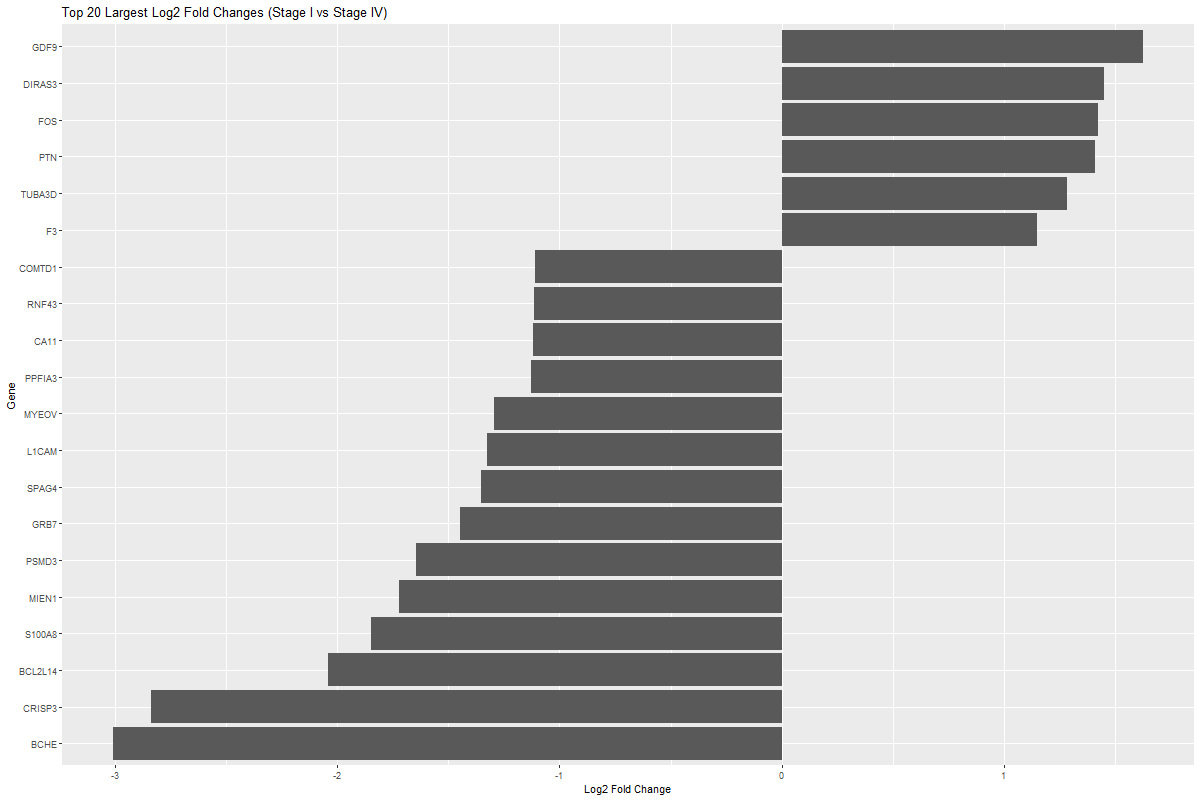 Top 20 Largest Log2 Fold Changes (Stage I vs Stage IV)
Gene
GDF9
DIRAS3
FOS
PTN
TUBA3D
F3
COMTD1
RNF43
CA11
PPFIA3
MYEOV
L1CAM
SPAG4
GRB7
PSMD3
MIEN1
S100A8
BCL2L14
CRISP3
BCHE
-3 -2 -1 0 1
Log2 Fold Change